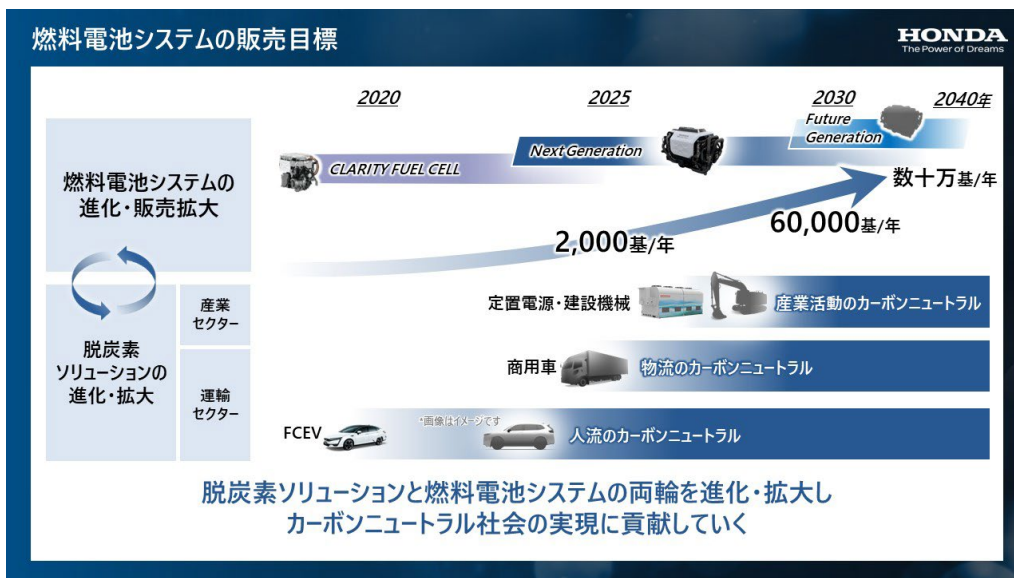 燃料電池システムの販売目標
HONDA
The Power of Dreams
2020
2025
2030
2040年
燃料電池システムの
進化・販売拡大
CLARITY FUEL CELL
Next Generation
Future
Generation
2,000基/年
60,000基/年
数十万基/年
脱炭素
ソリューションの
進化・拡大
産業
セクター
定置電源・建設機械
産業活動のカーボンニュートラル
運輸
セクター
商用車
物流のカーボンニュートラル
FCEV
*画像はイメージです
人流のカーボンニュートラル
脱炭素ソリューションと燃料電池システムの両輪を進化・拡大し
カーボンニュートラル社会の実現に貢献していく